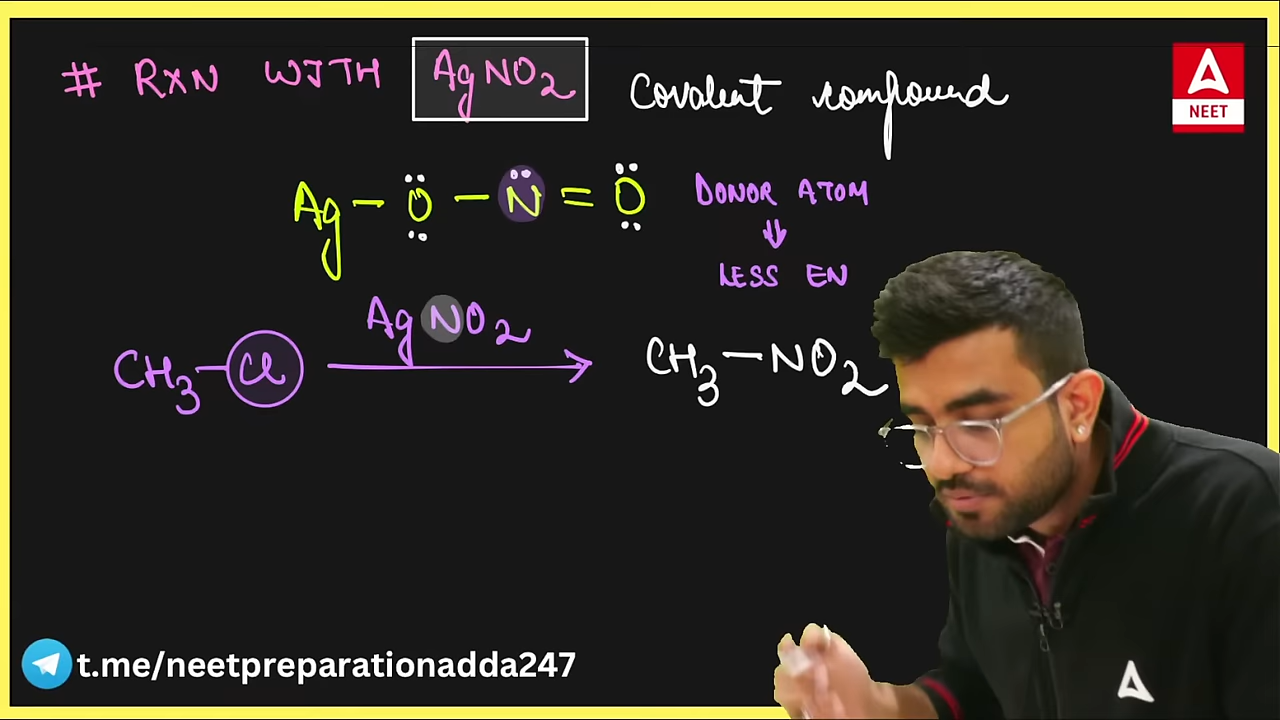 # RXN WITH AgNO2 Covalent compound
NEET
Ag - Ö - N̈ = Ö DONOR ATOM
⇓
LESS EN
AgNO2
CH3-Cl → CH3-NO2
t.me/neetpreparationadda247